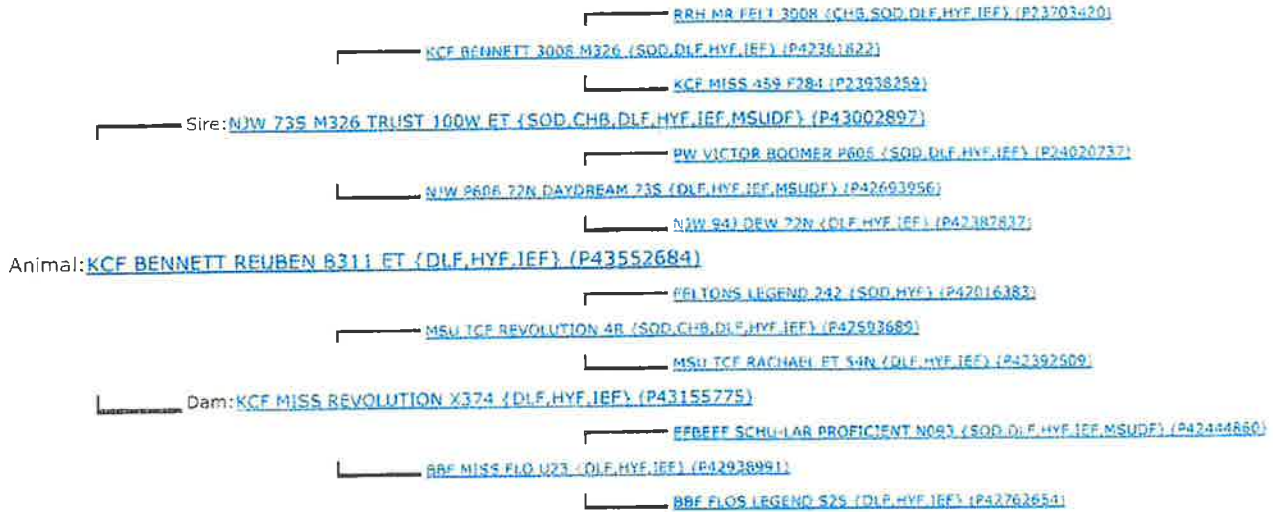 RRH MR FELT 3008 {CHB,SOD,DLF,HYF,IEF} (P23703420)
KCF BENNETT 3008 M326 {SOD,DLF,HYF,IEF} (P42361822)
KCF MISS 459 F284 (P23938259)
Sire:NJW 73S M326 TRUST 100W ET {SOD,CHB,DLF,HYF,IEF,MSUDF} (P43002897)
PW VICTOR BOOMER P606 {SOD,DLF,HYF,IEF} (P24020737)
NJW P606 72N DAYDREAM 73S {DLF,HYF,IEF,MSUDF} (P42693956)
NJW 94J DEW 72N {DLF,HYF,IEF} (P42387837)
Animal:KCF BENNETT REUBEN B311 ET {DLF,HYF,IEF} (P43552684)
FELTONS LEGEND 242 {SOD,HYF} (P42016383)
MSU TCF REVOLUTION 4R {SOD,CHB,DLF,HYF,IEF} (P42593689)
MSU TCF RACHAEL ET 54N {DLF,HYF,IEF} (P42392509)
Dam:KCF MISS REVOLUTION X374 {DLF,HYF,IEF} (P43155775)
EFBEEF SCHU-LAR PROFICIENT N093 {SOD,DLF,HYF,IEF,MSUDF} (P42444860)
BBF MISS FLO U23 {DLF,HYF,IEF} (P42938991)
BBF FLOS LEGEND S25 {DLF,HYF,IEF} (P42762654)